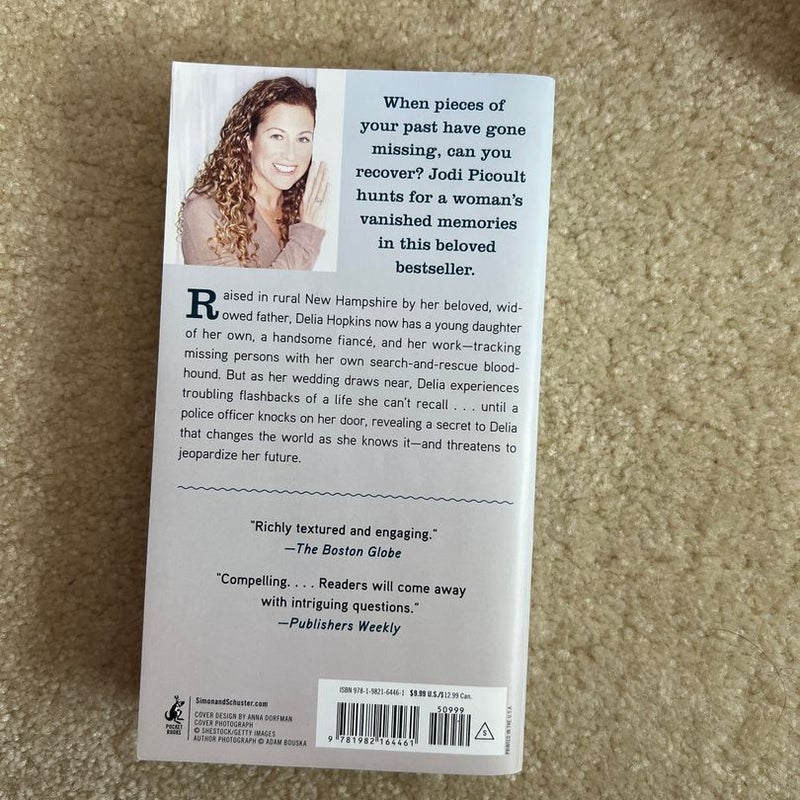 When pieces of
your past have gone
missing, can you
recover? Jodi Picoult
hunts for a woman's
vanished memories
in this beloved
bestseller.
Raised in rural New Hampshire by her beloved, wid-
owed father, Delia Hopkins now has a young daughter
of her own, a handsome fiancé, and her work—tracking
missing persons with her own search-and-rescue blood-
hound. But as her wedding draws near, Delia experiences
troubling flashbacks of a life she can't recall . . . until a
police officer knocks on her door, revealing a secret to Delia
that changes the world as she knows it—and threatens to
jeopardize her future.
"Richly textured and engaging."
—The Boston Globe
"Compelling. . . . Readers will come away
with intriguing questions."
—Publishers Weekly
POCKET
BOOKS
SimonandSchuster.com
COVER DESIGN BY ANNA DORFMAN
COVER PHOTOGRAPH
© SHESTOCK/GETTY IMAGES
AUTHOR PHOTOGRAPH © ADAM BOUSKA
ISBN 978-1-9821-6446-1 $9.99 U.S./$12.99 Can.
50999
9 781982 164461
S
PRINTED IN THE U.S.A.